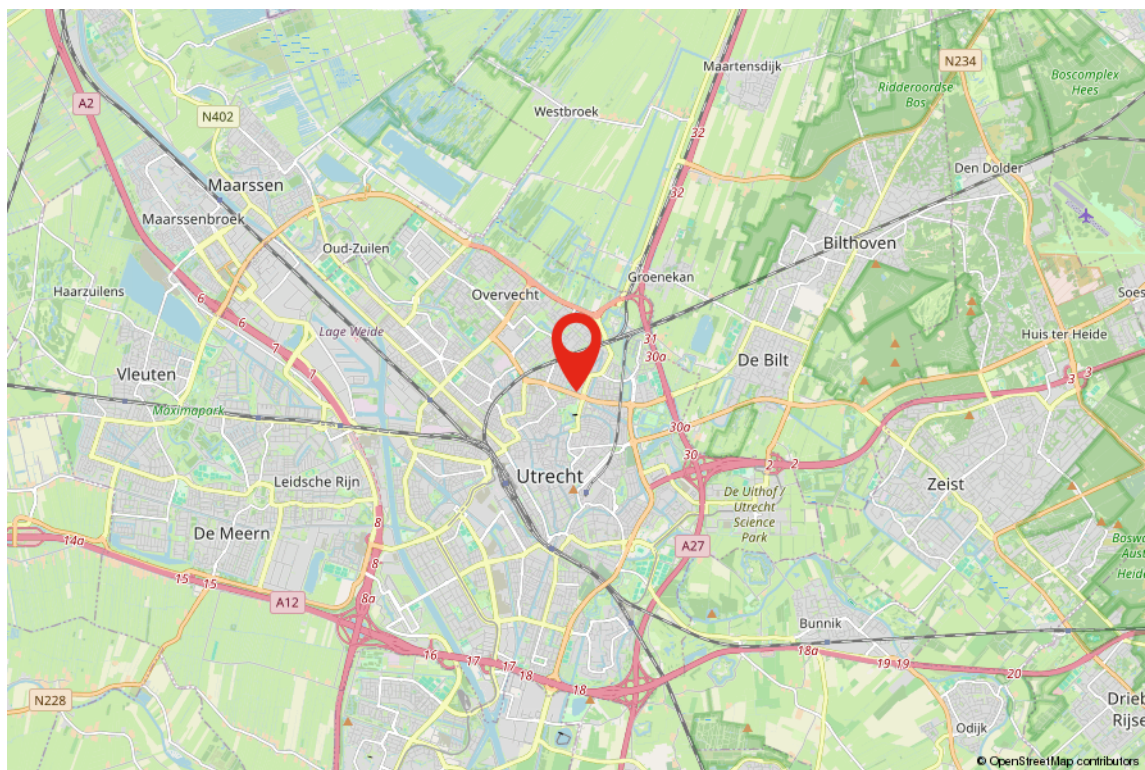 N234
Maartensdijk
Boscomplex
Hees
Ridderoordse
Bos
A2
N402
Westbroek
32
32
Den Dolder
Maarssen
Maarssenbroek
Oud-Zuilen
Bilthoven
Groenekan
Haarzuilens
Overvecht
6
6
Lage Weide
7
7
31
30a
Huis ter Heide
De Bilt
Vleuten
3
3
Maximapark
30a
30
2
2
Utrecht
Leidsche Rijn
Zeist
De Uithof /
Utrecht
Science
Park
De Meern
8
14a
A27
8
15
15
8a
A12
Bunnik
16
17
17
18
18
18a
19
19
20
N228
Odijk
© OpenStreetMap contributors